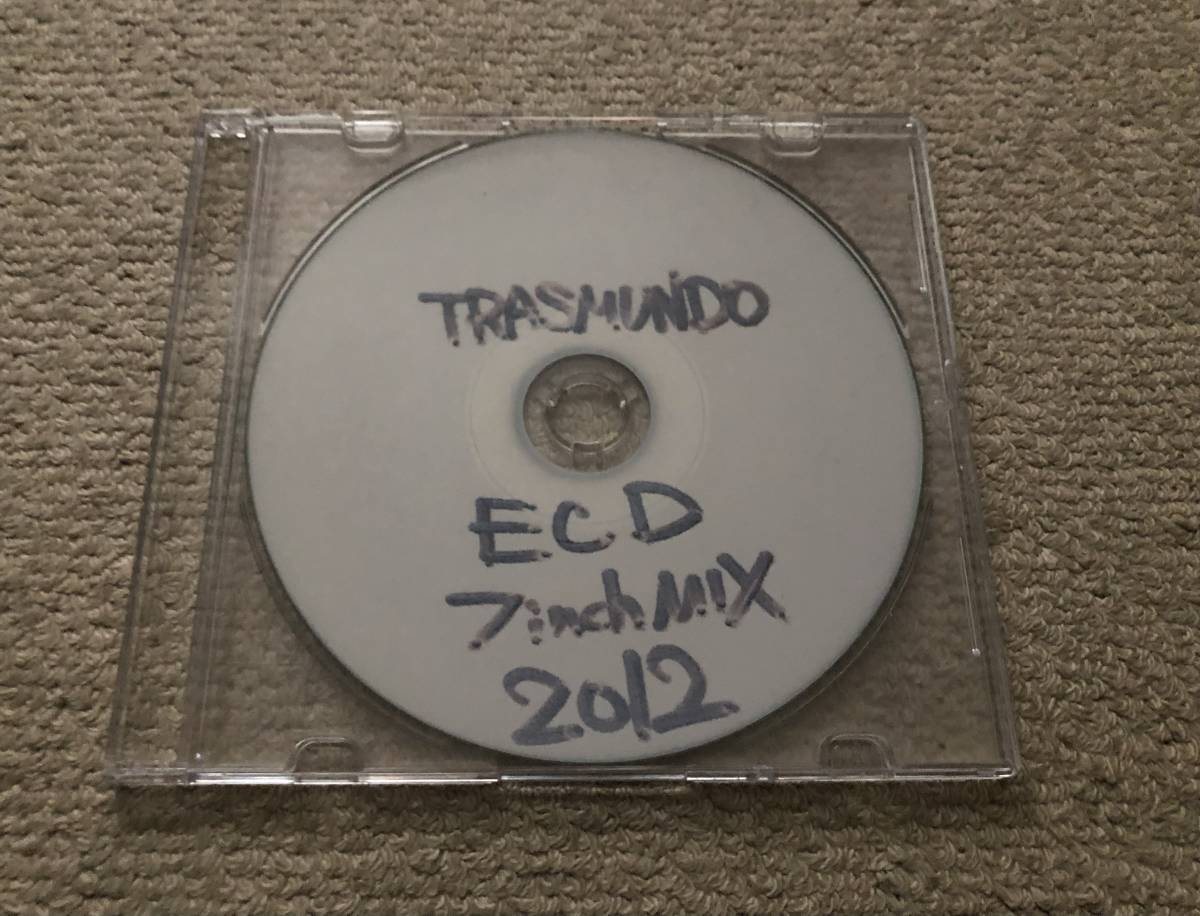 TRASMUNDO
ECD
7inch MIX
2012